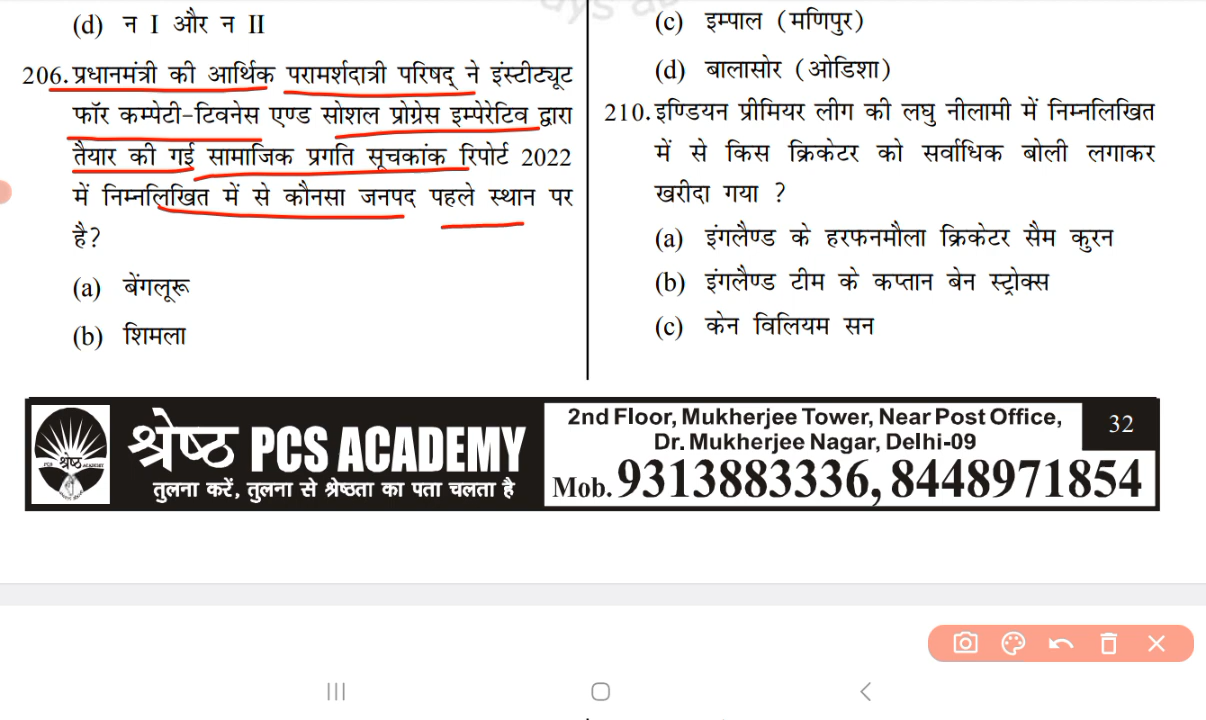 (d) न I और न II
206. प्रधानमंत्री की आर्थिक परामर्शदात्री परिषद् ने इंस्टीट्यूट
फॉर कम्पेटी-टिवनेस एण्ड सोशल प्रोग्रेस इम्पेरेटिव द्वारा
तैयार की गई सामाजिक प्रगति सूचकांक रिपोर्ट 2022
में निम्नलिखित में से कौनसा जनपद पहले स्थान पर
है?
(a) बेंगलूरू
(b) शिमला
(c) इम्पाल (मणिपुर)
(d) बालासोर (ओडिशा)
210. इण्डियन प्रीमियर लीग की लघु नीलामी में निम्नलिखित
में से किस क्रिकेटर को सर्वाधिक बोली लगाकर
खरीदा गया ?
(a) इंगलैण्ड के हरफनमौला क्रिकेटर सैम कुरन
(b) इंगलैण्ड टीम के कप्तान बेन स्ट्रोक्स
(c) केन विलियम सन
श्रेष्ठ PCS ACADEMY
तुलना करें, तुलना से श्रेष्ठता का पता चलता है
2nd Floor, Mukherjee Tower, Near Post Office,
Dr. Mukherjee Nagar, Delhi-09
Mob. 9313883336, 8448971854
32
PCS श्रेष्ठ ACADEMY